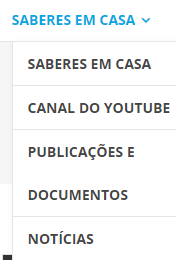 SABERES EM CASA
SABERES EM CASA
CANAL DO YOUTUBE
PUBLICAÇÕES E
DOCUMENTOS
NOTÍCIAS